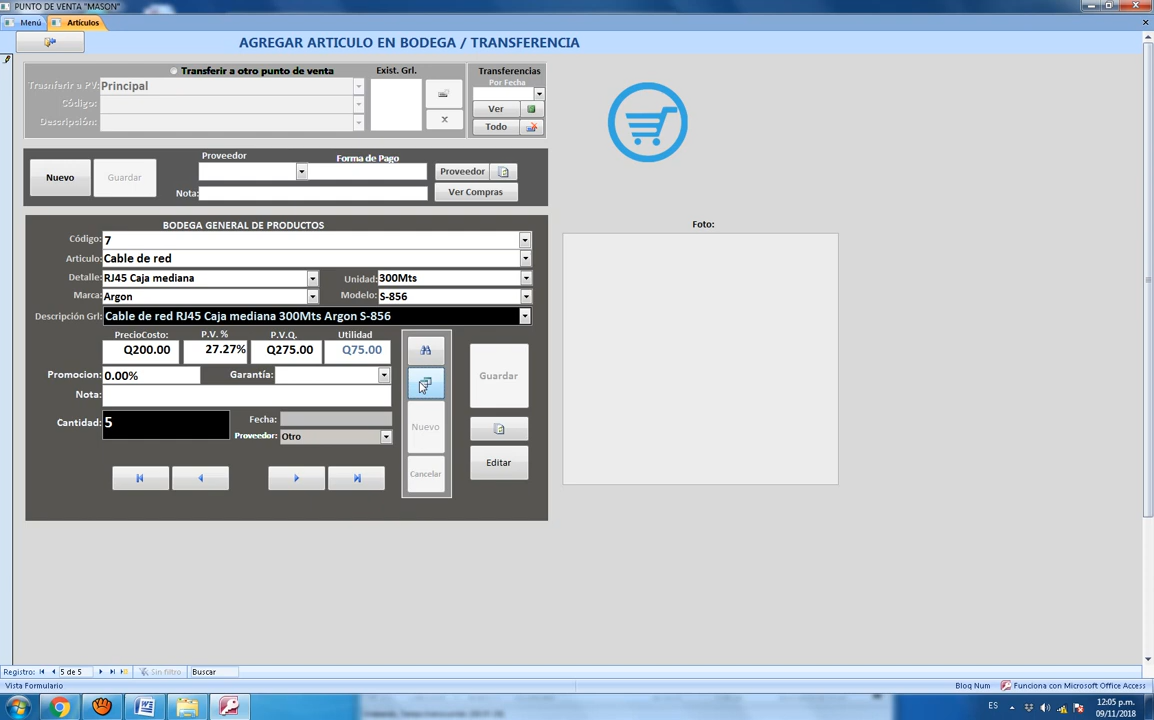 PUNTO DE VENTA "MASON"
Menú
Artículos
AGREGAR ARTICULO EN BODEGA / TRANSFERENCIA
Transferir a otro punto de venta
Exist. Grl.
Transferencias
Por Fecha
Trasnferir a PV:
Principal
Código:
Descripción:
x
Ver
Todo
Nuevo
Guardar
Proveedor
Forma de Pago
Proveedor
Nota:
Ver Compras
BODEGA GENERAL DE PRODUCTOS
Código:
7
Articulo:
Cable de red
Detalle:
RJ45 Caja mediana
Unidad:
300Mts
Marca:
Argon
Modelo:
S-856
Descripción Grl:
Cable de red RJ45 Caja mediana 300Mts Argon S-856
PrecioCosto:
P.V. %
P.V.Q.
Utilidad
Q200.00
27.27%
Q275.00
Q75.00
Promocion:
0.00%
Garantía:
Nota:
Cantidad:
5
Fecha:
Proveedor:
Otro
Nuevo
Cancelar
Guardar
Editar
Foto:
Registro:
5 de 5
Sin filtro
Buscar
Vista Formulario
Bloq Num
Funciona con Microsoft Office Access
ES
12:05 p.m.
09/11/2018